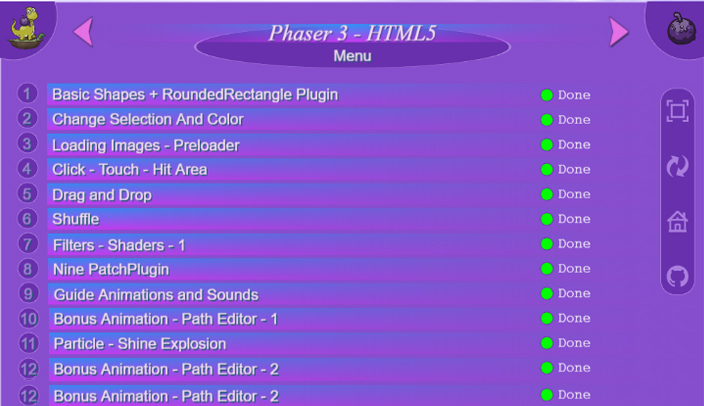 Phaser 3 - HTML5
Menu
1 Basic Shapes + RoundedRectangle Plugin Done
2 Change Selection And Color Done
3 Loading Images - Preloader Done
4 Click - Touch - Hit Area Done
5 Drag and Drop Done
6 Shuffle Done
7 Filters - Shaders - 1 Done
8 Nine PatchPlugin Done
9 Guide Animations and Sounds Done
10 Bonus Animation - Path Editor - 1 Done
11 Particle - Shine Explosion Done
12 Bonus Animation - Path Editor - 2 Done
12 Bonus Animation - Path Editor - 2 Done